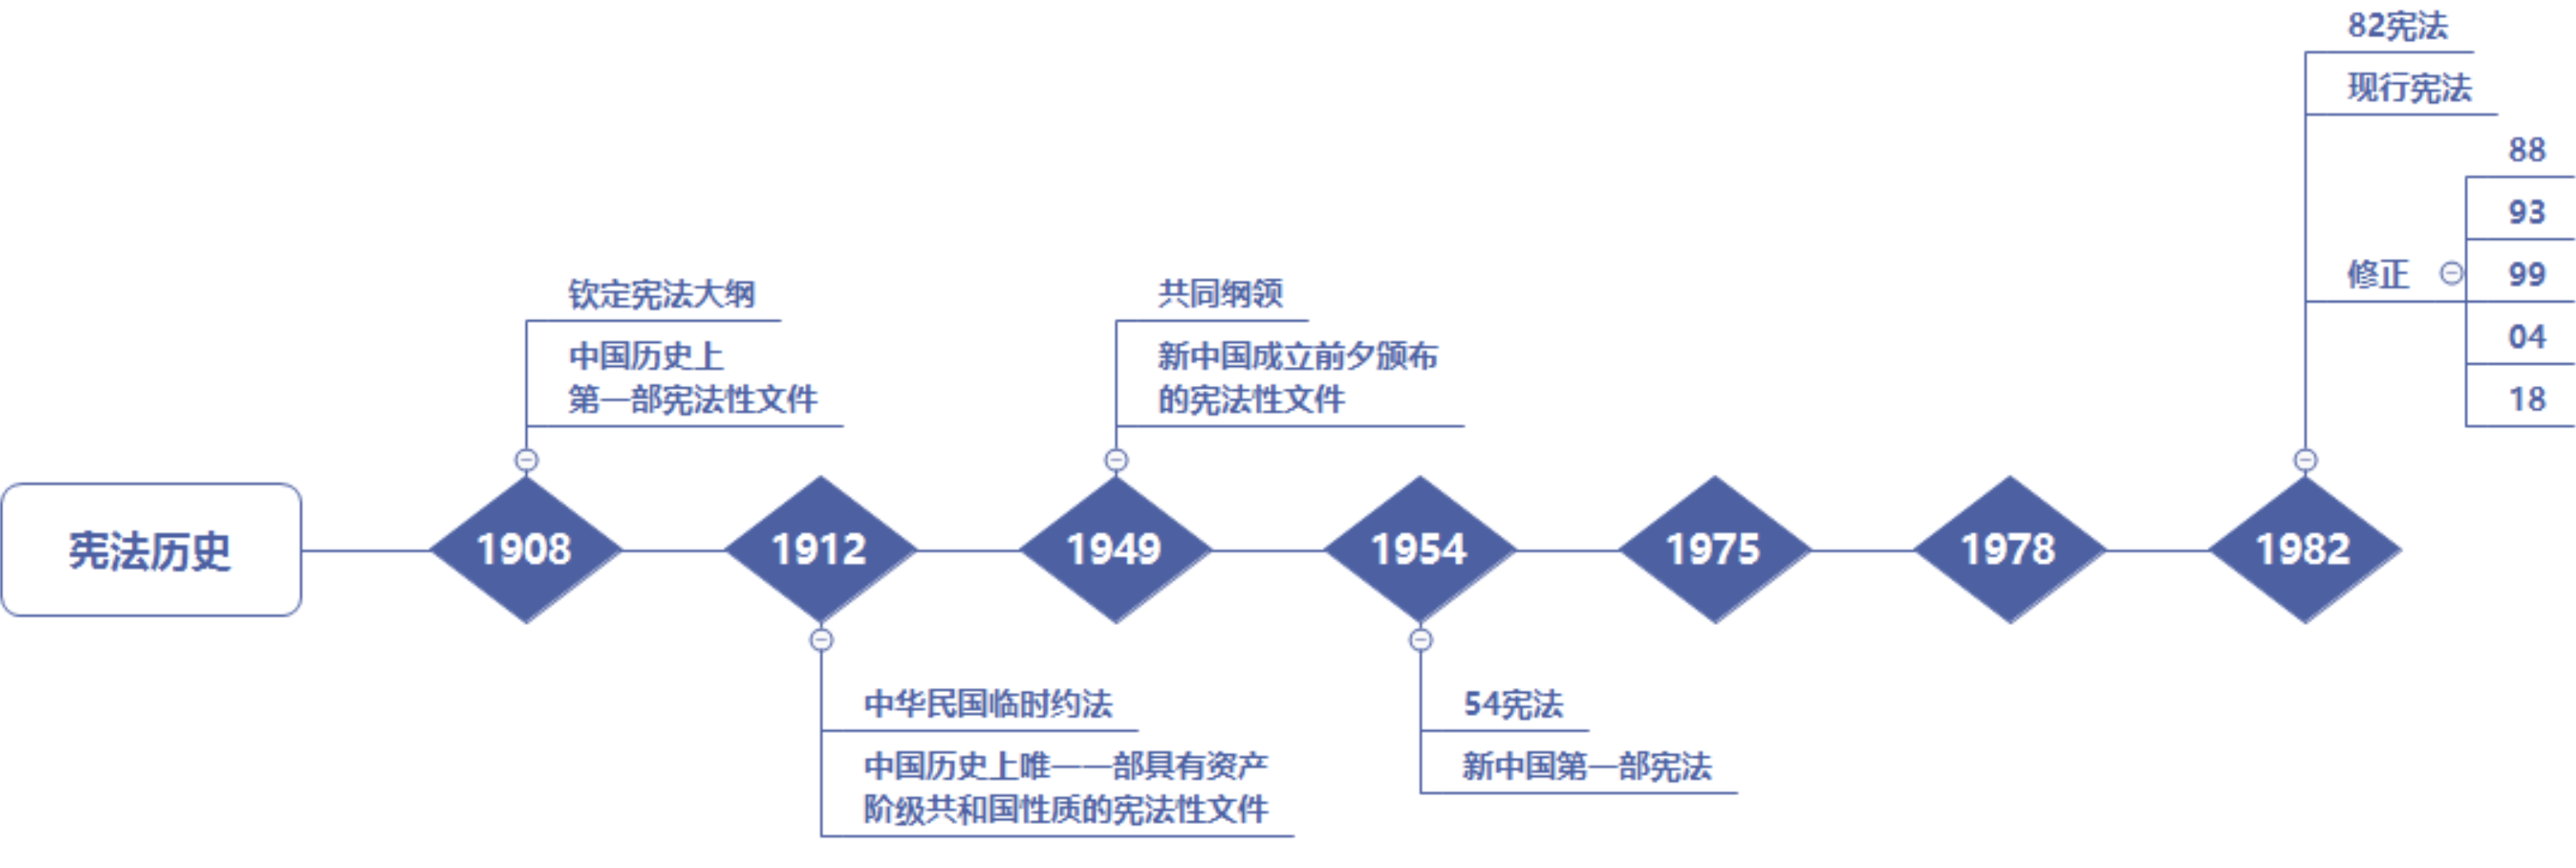 宪法历史
1908
钦定宪法大纲
中国历史上
第一部宪法性文件
1912
中华民国临时约法
中国历史上唯一一部具有资产
阶级共和国性质的宪法性文件
1949
共同纲领
新中国成立前夕颁布
的宪法性文件
1954
54宪法
新中国第一部宪法
1975
1978
1982
82宪法
现行宪法
修正
88
93
99
04
18